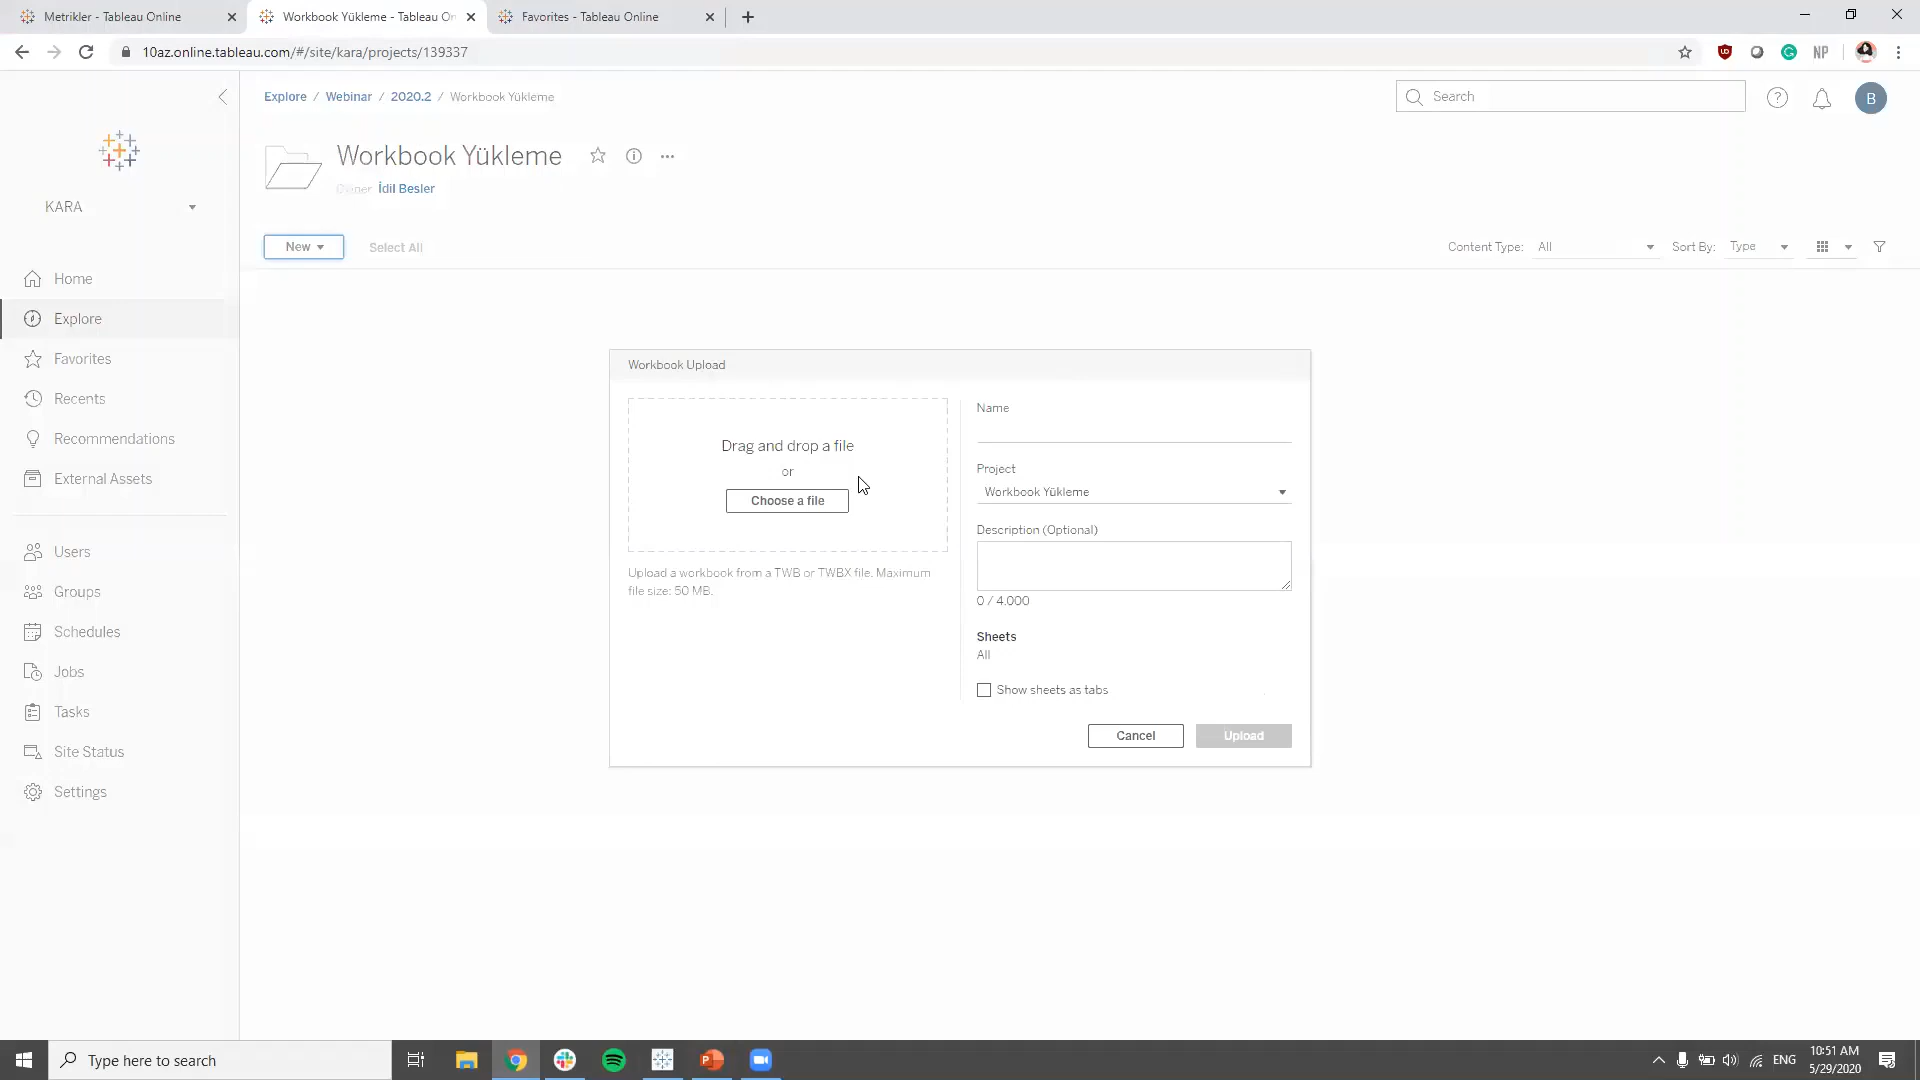 Metrikler - Tableau Online
Workbook Yükleme - Tableau On
Favorites - Tableau Online
10az.online.tableau.com/#/site/kara/projects/139337
NP
Explore / Webinar / 2020.2 / Workbook Yükleme
Search
B
Workbook Yükleme
Owner İdil Besler
KARA
New
Select All
Content Type: All
Sort By: Type
Home
Explore
Favorites
Recents
Recommendations
External Assets
Users
Groups
Schedules
Jobs
Tasks
Site Status
Settings
Workbook Upload
Drag and drop a file
or
Choose a file
Upload a workbook from a TWB or TWBX file. Maximum
file size: 50 MB.
Name
Project
Workbook Yükleme
Description (Optional)
0 / 4.000
Sheets
All
Show sheets as tabs
Cancel
Upload
Type here to search
ENG
10:51 AM
5/29/2020